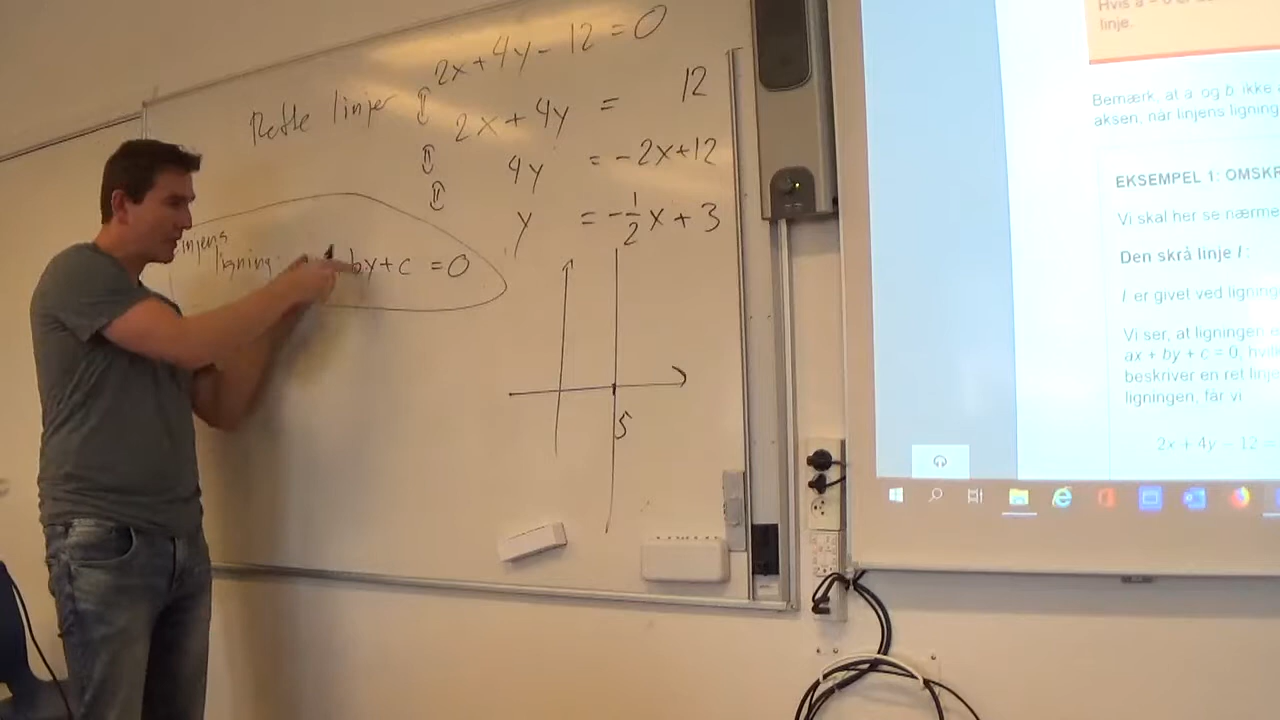 2x+4y-12=0
Rette linjer
⇕ 2x+4y = 12
⇕ 4y = -2x+12
⇕ y = -1/2x+3
linjens
ligning: by+c =0
5
Hvis a
linje.
Bemærk, at a og b ikke
aksen, når linjens ligning
EKSEMPEL 1: OMSKR
Vi skal her se nærme
Den skrå linje l :
l er givet ved ligning
Vi ser, at ligningen e
ax + by + c = 0, hvil
beskriver en ret linje
ligningen, får vi
2x + 4y − 12 =